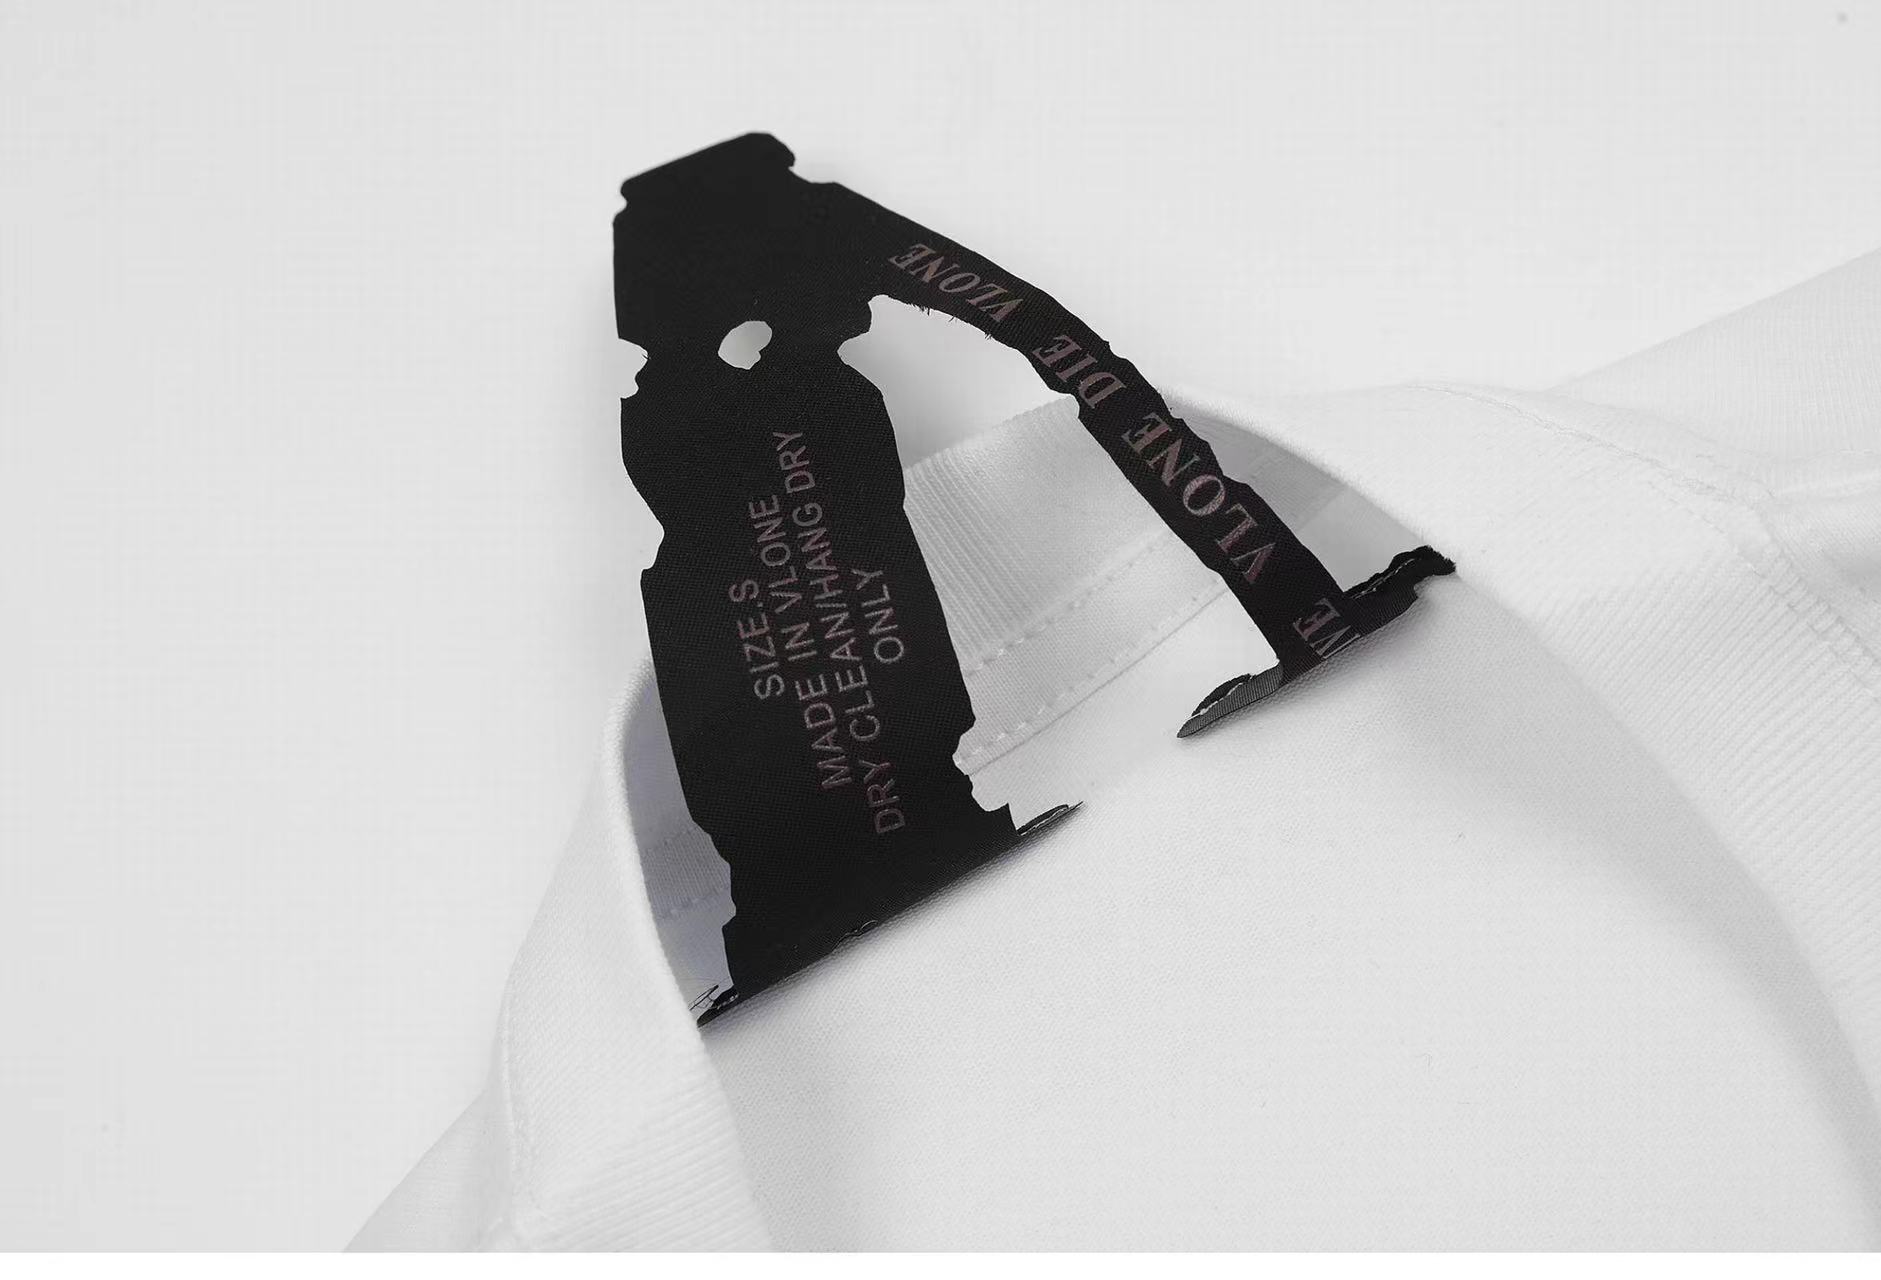 SIZE.S
MADE IN VLONE
DRY CLEAN/HANG DRY
ONLY
VLONE DIE VLONE